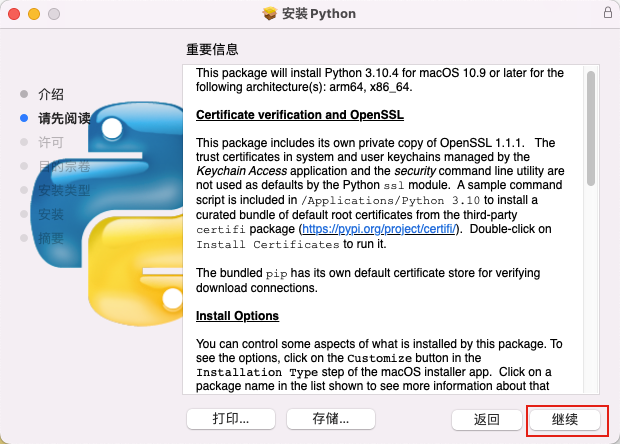 安装 Python
重要信息
介绍
请先阅读
许可
目的宗卷
安装类型
安装
摘要
This package will install Python 3.10.4 for macOS 10.9 or later for the
following architecture(s): arm64, x86_64.
Certificate verification and OpenSSL
This package includes its own private copy of OpenSSL 1.1.1. The
trust certificates in system and user keychains managed by the
Keychain Access application and the security command line utility are
not used as defaults by the Python ssl module. A sample command
script is included in /Applications/Python 3.10 to install a
curated bundle of default root certificates from the third-party
certifi package (https://pypi.org/project/certifi/). Double-click on
Install Certificates to run it.
The bundled pip has its own default certificate store for verifying
download connections.
Install Options
You can control some aspects of what is installed by this package. To
see the options, click on the Customize button in the
Installation Type step of the macOS installer app. Click on a
package name in the list shown to see more information about that
打印... 存储... 返回 继续